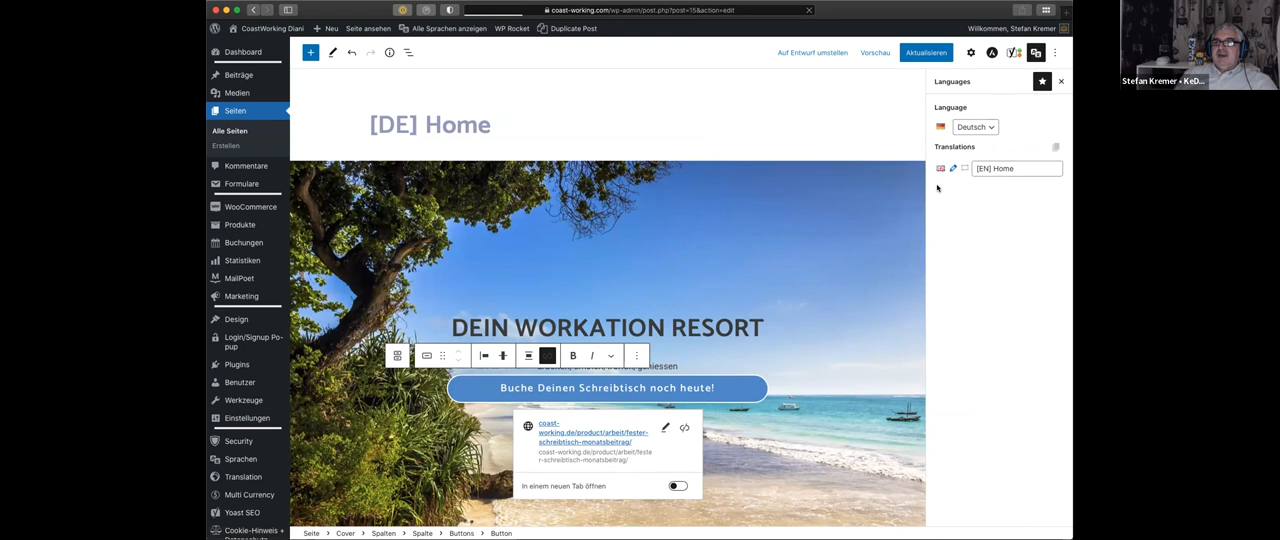 coast-working.com/wp-admin/post.php?post=15&action=edit
CoastWorking Diani
Neu
Seite ansehen
Alle Sprachen anzeigen
WP Rocket
Duplicate Post
Willkommen, Stefan Kremer
Dashboard
Beiträge
Medien
Seiten
Alle Seiten
Erstellen
Kommentare
Formulare
WooCommerce
Produkte
Buchungen
Statistiken
MailPoet
Marketing
Design
Login/Signup Po-
pup
Plugins
Benutzer
Werkzeuge
Einstellungen
Security
Sprachen
Translation
Multi Currency
Yoast SEO
Cookie-Hinweis +
Auf Entwurf umstellen
Vorschau
Aktualisieren
[DE] Home
DEIN WORKATION RESORT
Buche Deinen Schreibtisch noch heute!
B
I
coast-
working.de/product/arbeit/fester-
schreibtisch-monatsbeitrag/
coast-working.de/product/arbeit/feste
r-schreibtisch-monatsbeitrag/
In einem neuen Tab öffnen
Seite
Cover
Spalten
Spalte
Buttons
Button
Languages
Language
Deutsch
Translations
[EN] Home
Stefan Kremer • KeD...